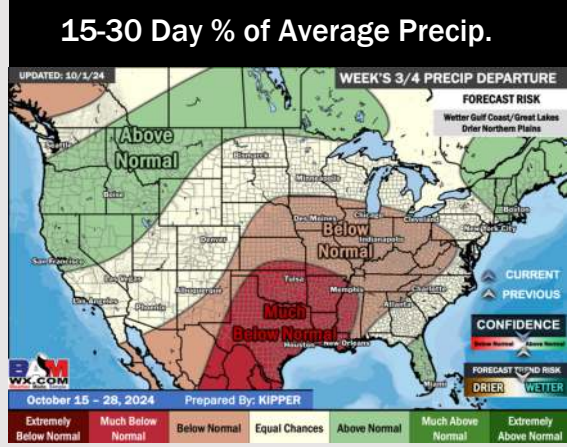 15-30 Day % of Average Precip.
UPDATED: 10/1/24
WEEK'S 3/4 PRECIP DEPARTURE
FORECAST RISK
Wetter Gulf Coast/Great Lakes
Drier Northern Plains
Seattle
Above
Normal
Bismarck
Minneapolis
Boise
Boston
Des Moines
Chicago
Cleveland
New York City
Below
Normal
Indianapolis
Denver
San Francisco
Las Vegas
Los Angeles
Phoenix
Albuquerque
Tulsa
Memphis
Charlotte
Atlanta
Much
Below Normal
Houston
New Orleans
Miami
CURRENT
PREVIOUS
CONFIDENCE
Below Normal
Above Normal
FORECAST TREND RISK
DRIER
WETTER
BAM
WX.COM
October 15 – 28, 2024
Prepared By: KIPPER
Extremely
Below Normal
Much Below
Normal
Below Normal
Equal Chances
Above Normal
Much Above
Normal
Extremely
Above Normal